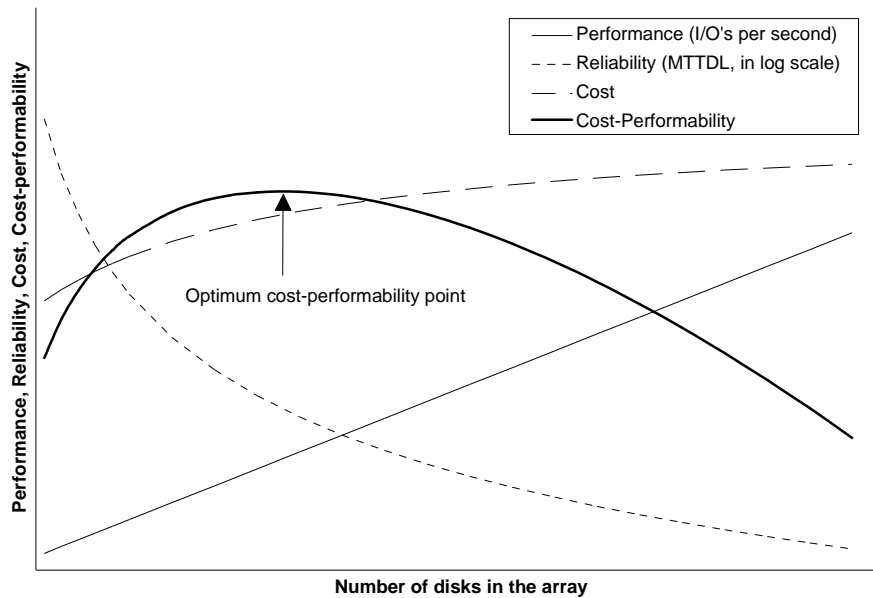 Performance (I/O's per second)
Reliability (MTTDL, in log scale)
Cost
Cost-Performability
Performance, Reliability, Cost, Cost-performability
Optimum cost-performability point
Number of disks in the array